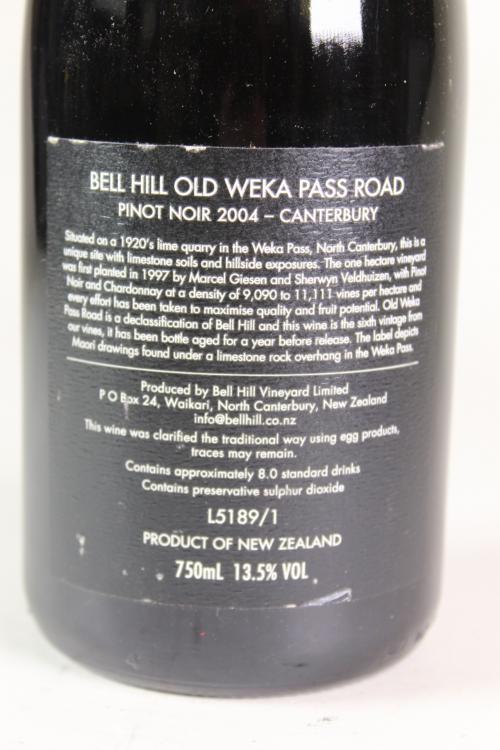 BELL HILL OLD WEKA PASS ROAD
PINOT NOIR 2004 – CANTERBURY
Situated on a 1920's lime quarry in the Weka Pass, North Canterbury, this is a
unique site with limestone soils and hillside exposures. The one hectare vineyard
was first planted in 1997 by Marcel Giesen and Sherwyn Veldhuizen, with Pinot
Noir and Chardonnay at a density of 9,090 to 11,111 vines per hectare and
every effort has been taken to maximise quality and fruit potential. Old Weka
Pass Road is a declassification of Bell Hill and this wine is the sixth vintage from
our vines, it has been bottle aged for a year before release. The label depicts
Maori drawings found under a limestone rock overhang in the Weka Pass.
Produced by Bell Hill Vineyard Limited
P O Box 24, Waikari, North Canterbury, New Zealand
info@bellhill.co.nz
This wine was clarified the traditional way using egg products,
traces may remain.
Contains approximately 8.0 standard drinks
Contains preservative sulphur dioxide
L5189/1
PRODUCT OF NEW ZEALAND
750mL 13.5% VOL